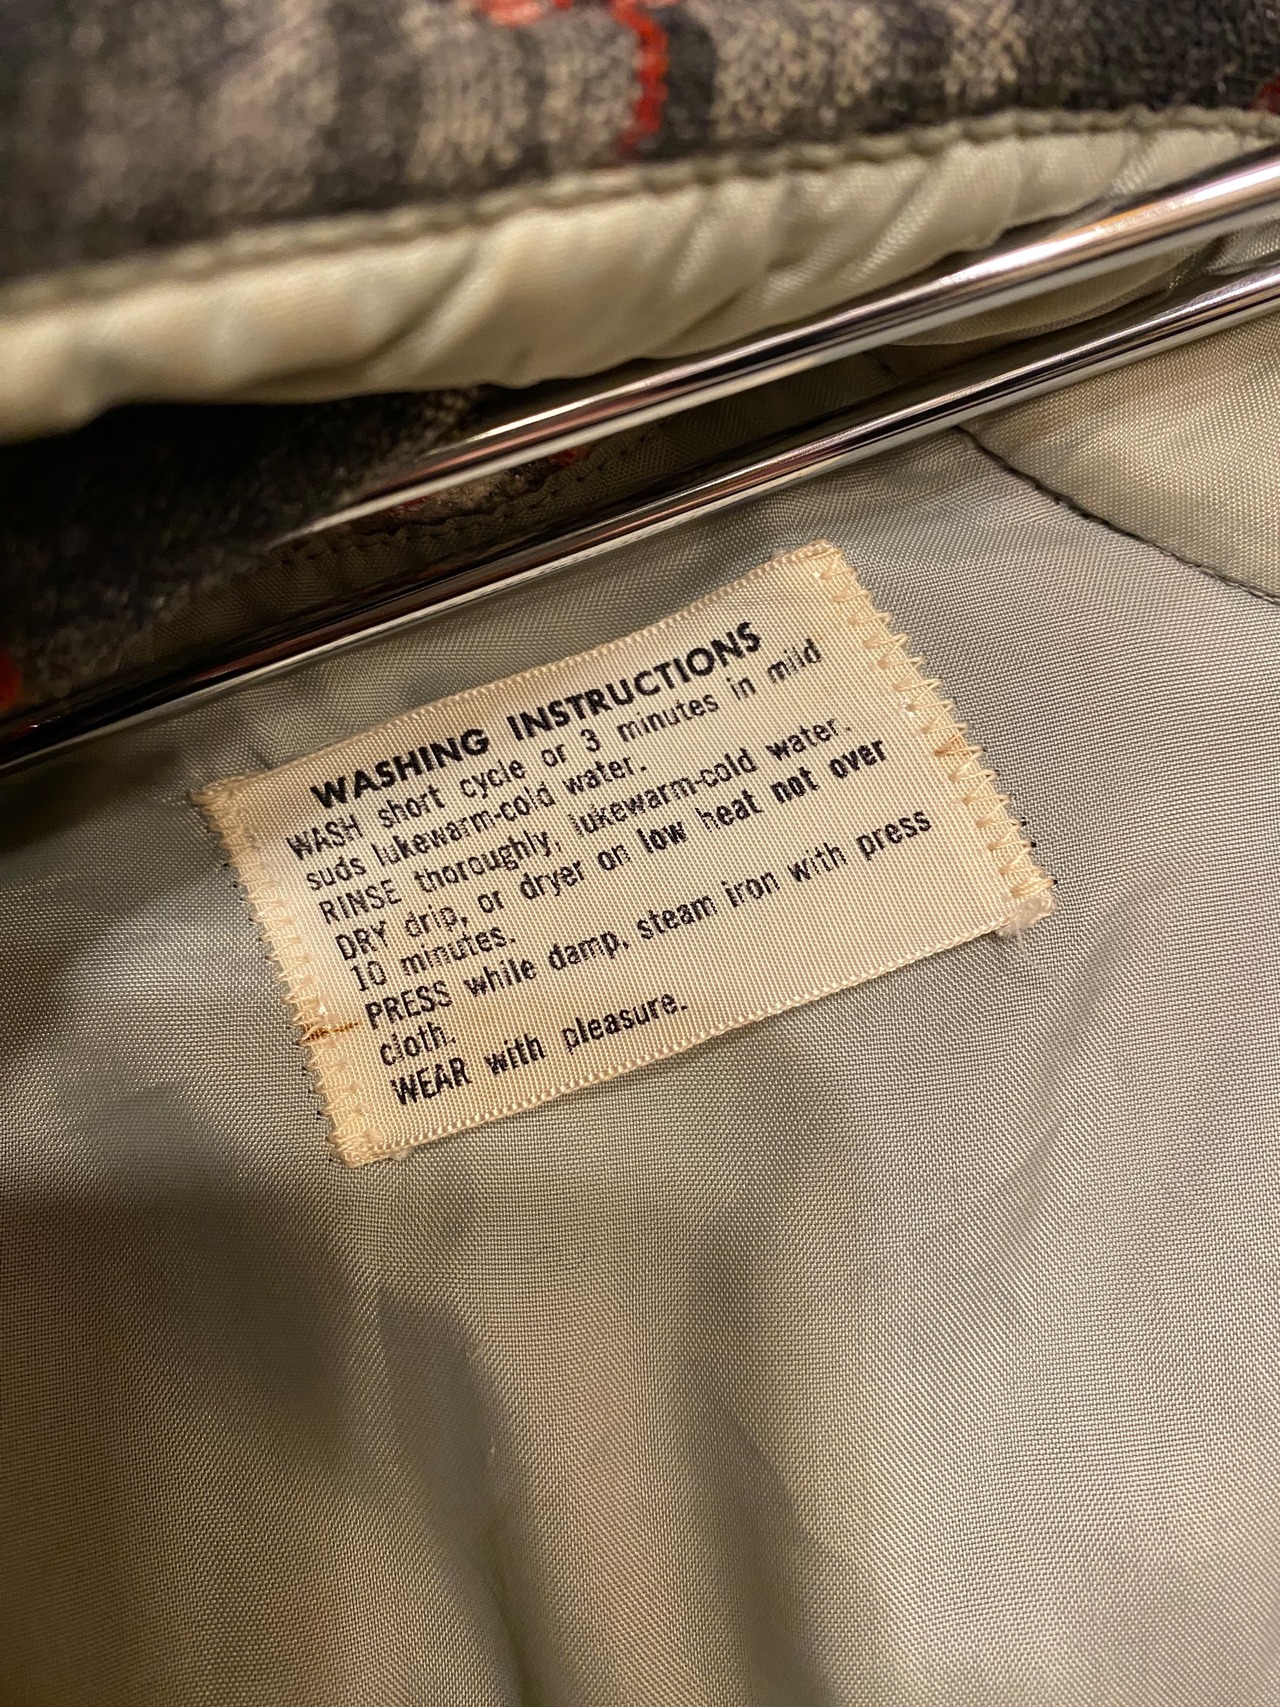 WASHING INSTRUCTIONS
WASH short cycle or 3 minutes in mild
suds lukewarm-cold water.
RINSE thoroughly, lukewarm-cold water.
DRY drip, or dryer on low heat not over
10 minutes.
PRESS while damp, steam iron with press
cloth.
WEAR with pleasure.